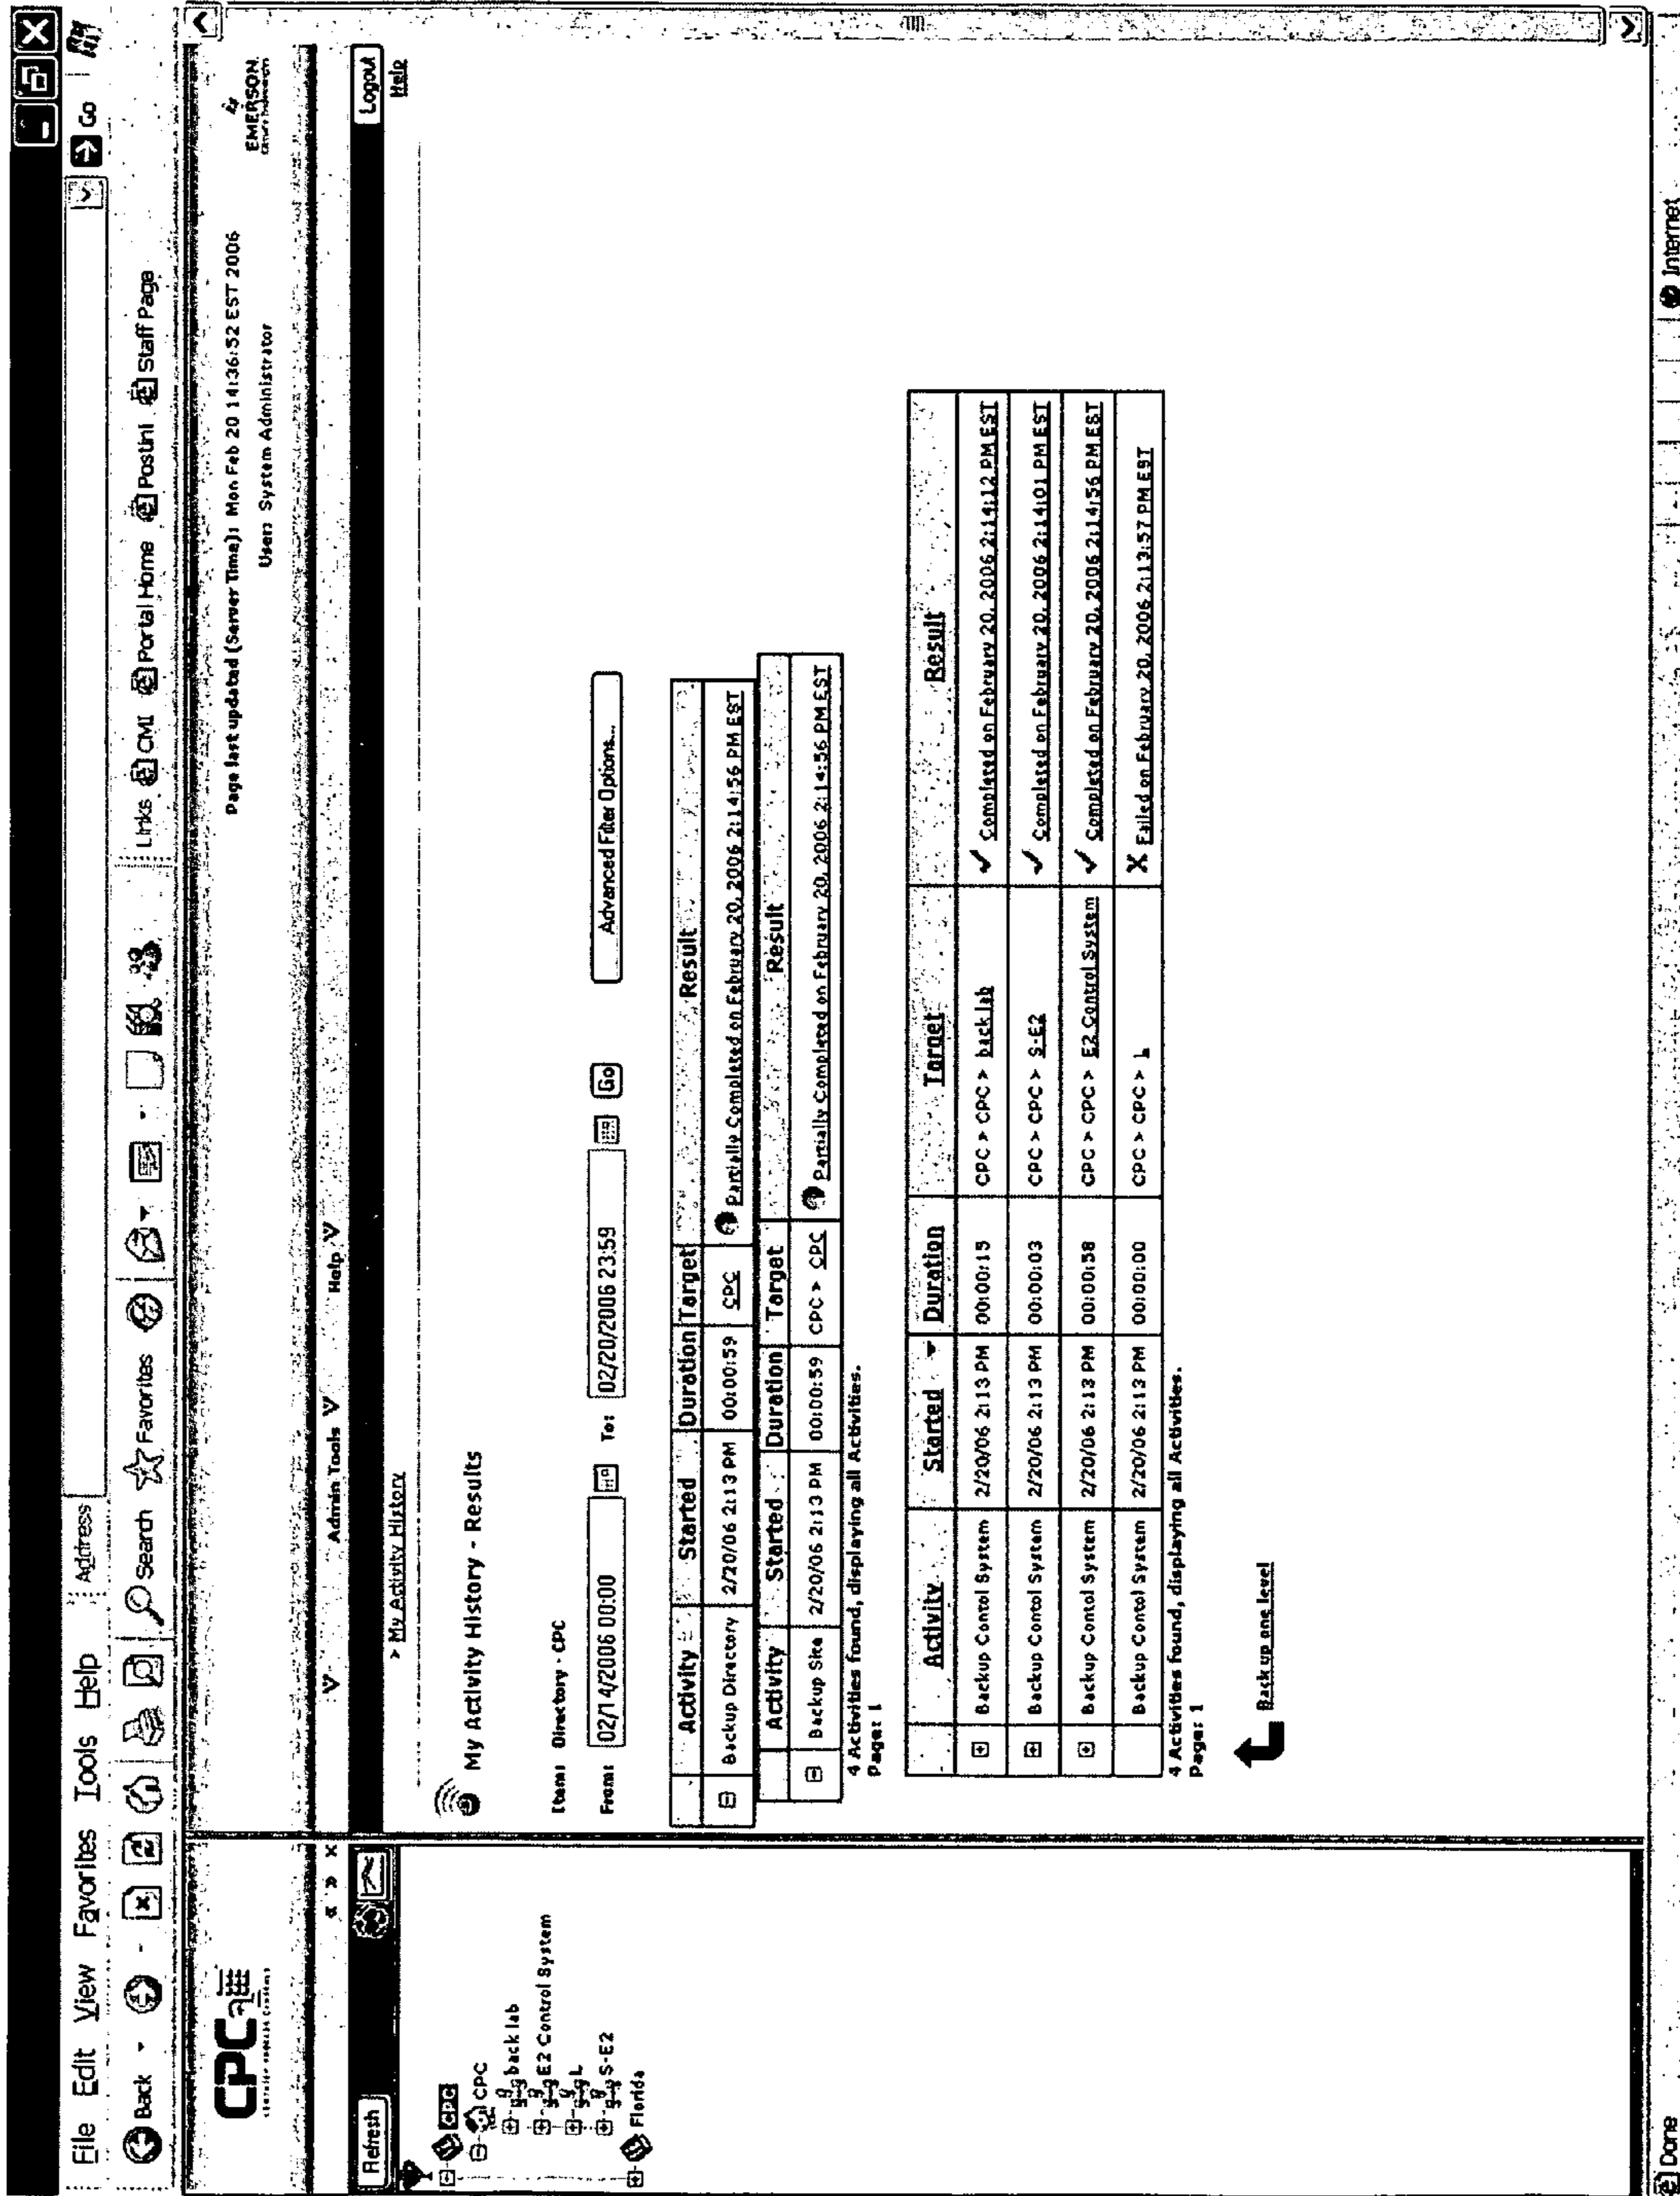 File Edit View Favorites Tools Help Address Go
Back Search Favorites Links CMI Portal Home Postini Staff Page
CPC
Page last updated (Server Time): Mon Feb 20 14:36:52 EST 2006
User: System Administrator
EMERSON.
Admin Tools Help
Refresh
Logout
> My Activity History
Help
CPC
CPC
back lab
E2 Control System
L
S-E2
Florida
My Activity History - Results
Item: Directory - CPC
From: 02/14/2006 00:00 To: 02/20/2006 23:59 Go Advanced Filter Options...
Activity Started Duration Target Result
Backup Directory 2/20/06 2:13 PM 00:00:59 CPC Partially Completed on February 20, 2006 2:14:56 PM EST
Activity Started Duration Target Result
Backup Site 2/20/06 2:13 PM 00:00:59 CPC > CPC Partially Completed on February 20, 2006 2:14:56 PM EST
4 Activities found, displaying all Activities.
Page: 1
Activity Started Duration Target Result
Backup Contol System 2/20/06 2:13 PM 00:00:15 CPC > CPC > back lab ✓ Completed on February 20, 2006 2:14:12 PM EST
Backup Contol System 2/20/06 2:13 PM 00:00:03 CPC > CPC > S-E2 ✓ Completed on February 20, 2006 2:14:01 PM EST
Backup Contol System 2/20/06 2:13 PM 00:00:58 CPC > CPC > E2 Control System ✓ Completed on February 20, 2006 2:14:56 PM EST
Backup Contol System 2/20/06 2:13 PM 00:00:00 CPC > CPC > L X Failed on February 20, 2006 2:13:57 PM EST
4 Activities found, displaying all Activities.
Page: 1
Back up one level
Done Internet